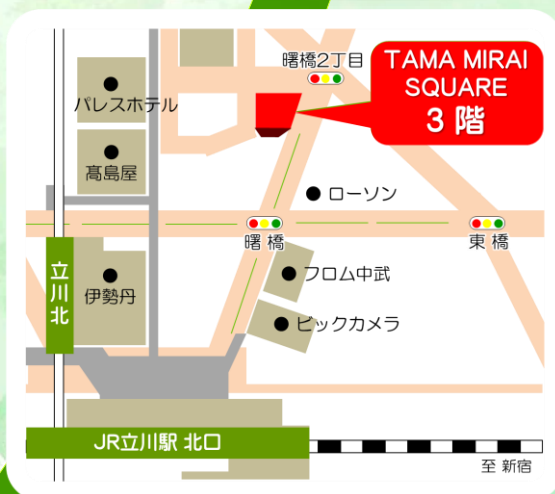 曙橋2丁目
TAMA MIRAI
SQUARE
3 階
パレスホテル
髙島屋
ローソン
曙 橋
東 橋
立川北
伊勢丹
フロム中武
ビックカメラ
JR立川駅 北口
至 新宿